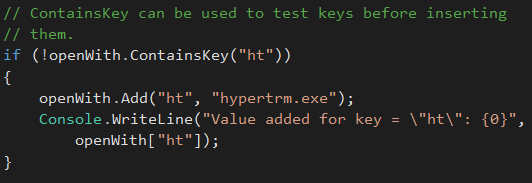 // ContainsKey can be used to test keys before inserting
// them.
if (!openWith.ContainsKey("ht"))
{
    openWith.Add("ht", "hypertrm.exe");
    Console.WriteLine("Value added for key = \"ht\": {0}",
        openWith["ht"]);
}